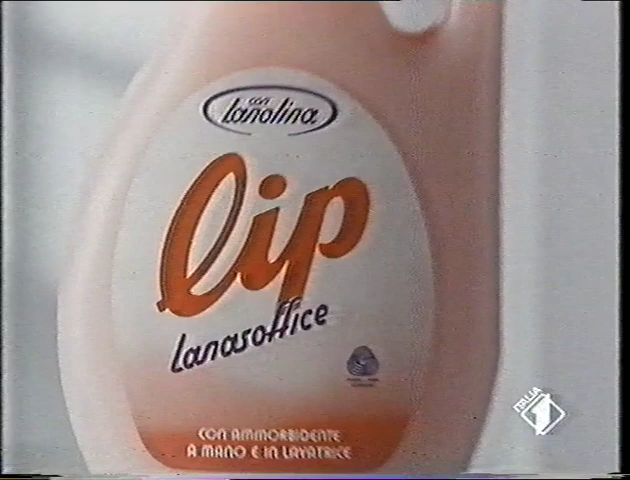 con
lanolina
lip
lanasoffice
CON AMMORBIDENTE
A MANO E IN LAVATRICE
ITALIA
1